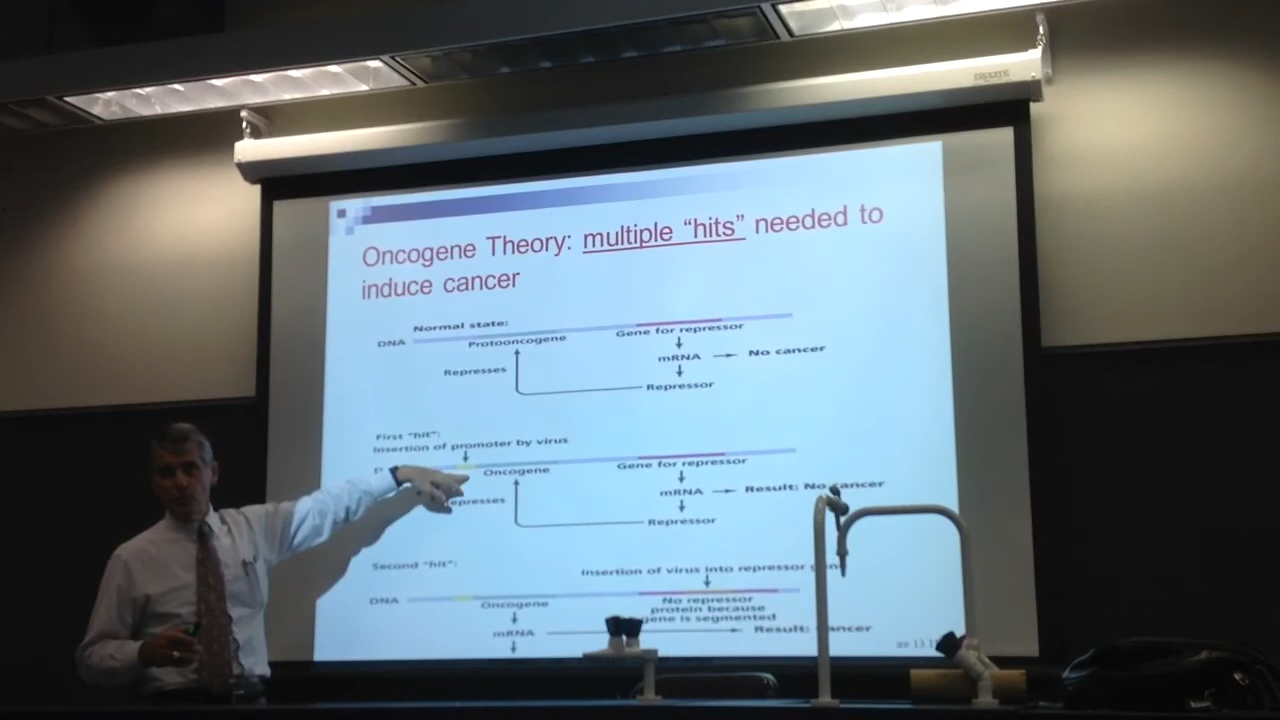 Oncogene Theory: multiple “hits” needed to
induce cancer
Normal state:
DNA
Protooncogene
Gene for repressor
Represses
mRNA
No cancer
Repressor
First “hit”:
Insertion of promoter by virus
Oncogene
Gene for repressor
mRNA
Result: No cancer
Repressor
Second “hit”:
Insertion of virus into repressor
DNA
Oncogene
No repressor
protein because
gene is segmented
mRNA
Result: cancer